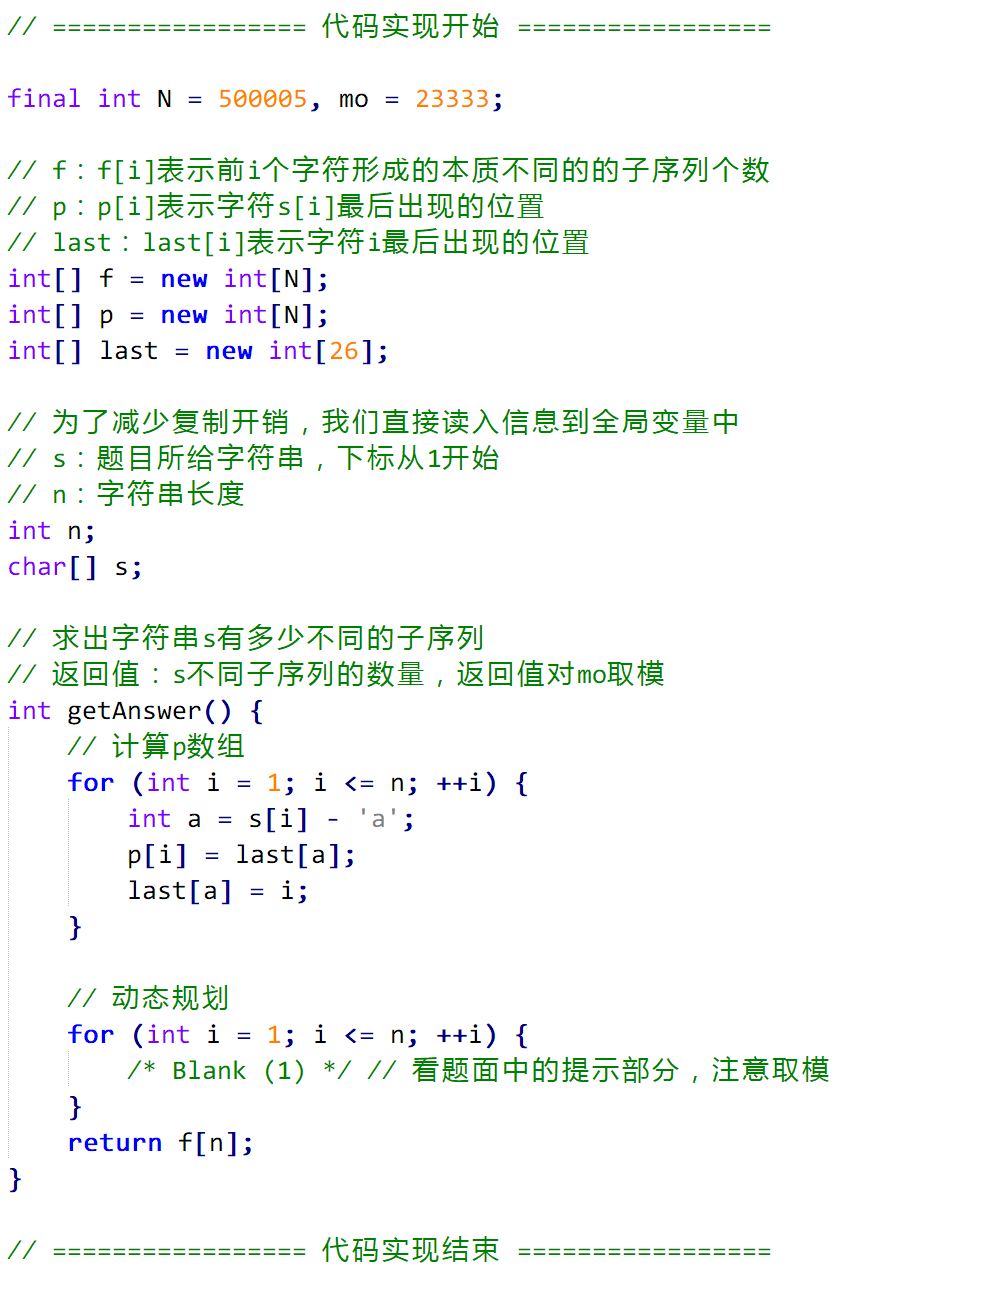 // ================= 代码实现开始 =================
final int N = 500005, mo = 23333;
// f：f[i]表示前i个字符形成的本质不同的的子序列个数
// p：p[i]表示字符s[i]最后出现的位置
// last：last[i]表示字符i最后出现的位置
int[] f = new int[N];
int[] p = new int[N];
int[] last = new int[26];
// 为了减少复制开销，我们直接读入信息到全局变量中
// s：题目所给字符串，下标从1开始
// n：字符串长度
int n;
char[] s;
// 求出字符串s有多少不同的子序列
// 返回值：s不同子序列的数量，返回值对mo取模
int getAnswer() {
    // 计算p数组
    for (int i = 1; i <= n; ++i) {
        int a = s[i] - 'a';
        p[i] = last[a];
        last[a] = i;
    }
    // 动态规划
    for (int i = 1; i <= n; ++i) {
        /* Blank (1) */ // 看题面中的提示部分，注意取模
    }
    return f[n];
}
// ================= 代码实现结束 =================